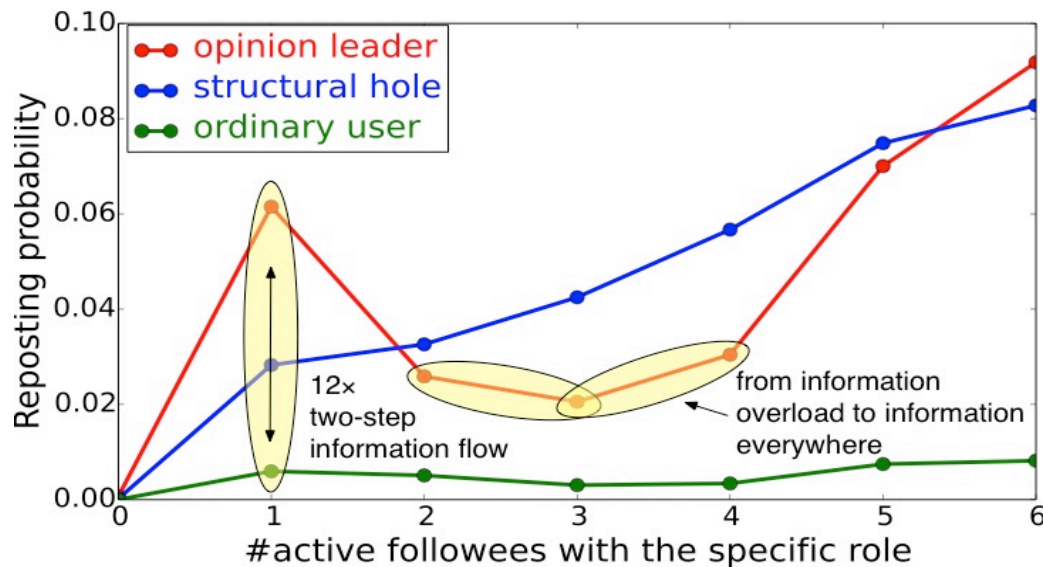 0.10
0.08
0.06
0.04
0.02
0.00
Reposting probability
opinion leader
structural hole
ordinary user
12×
two-step
information flow
from information
overload to information
everywhere
0 1 2 3 4 5 6
#active followees with the specific role